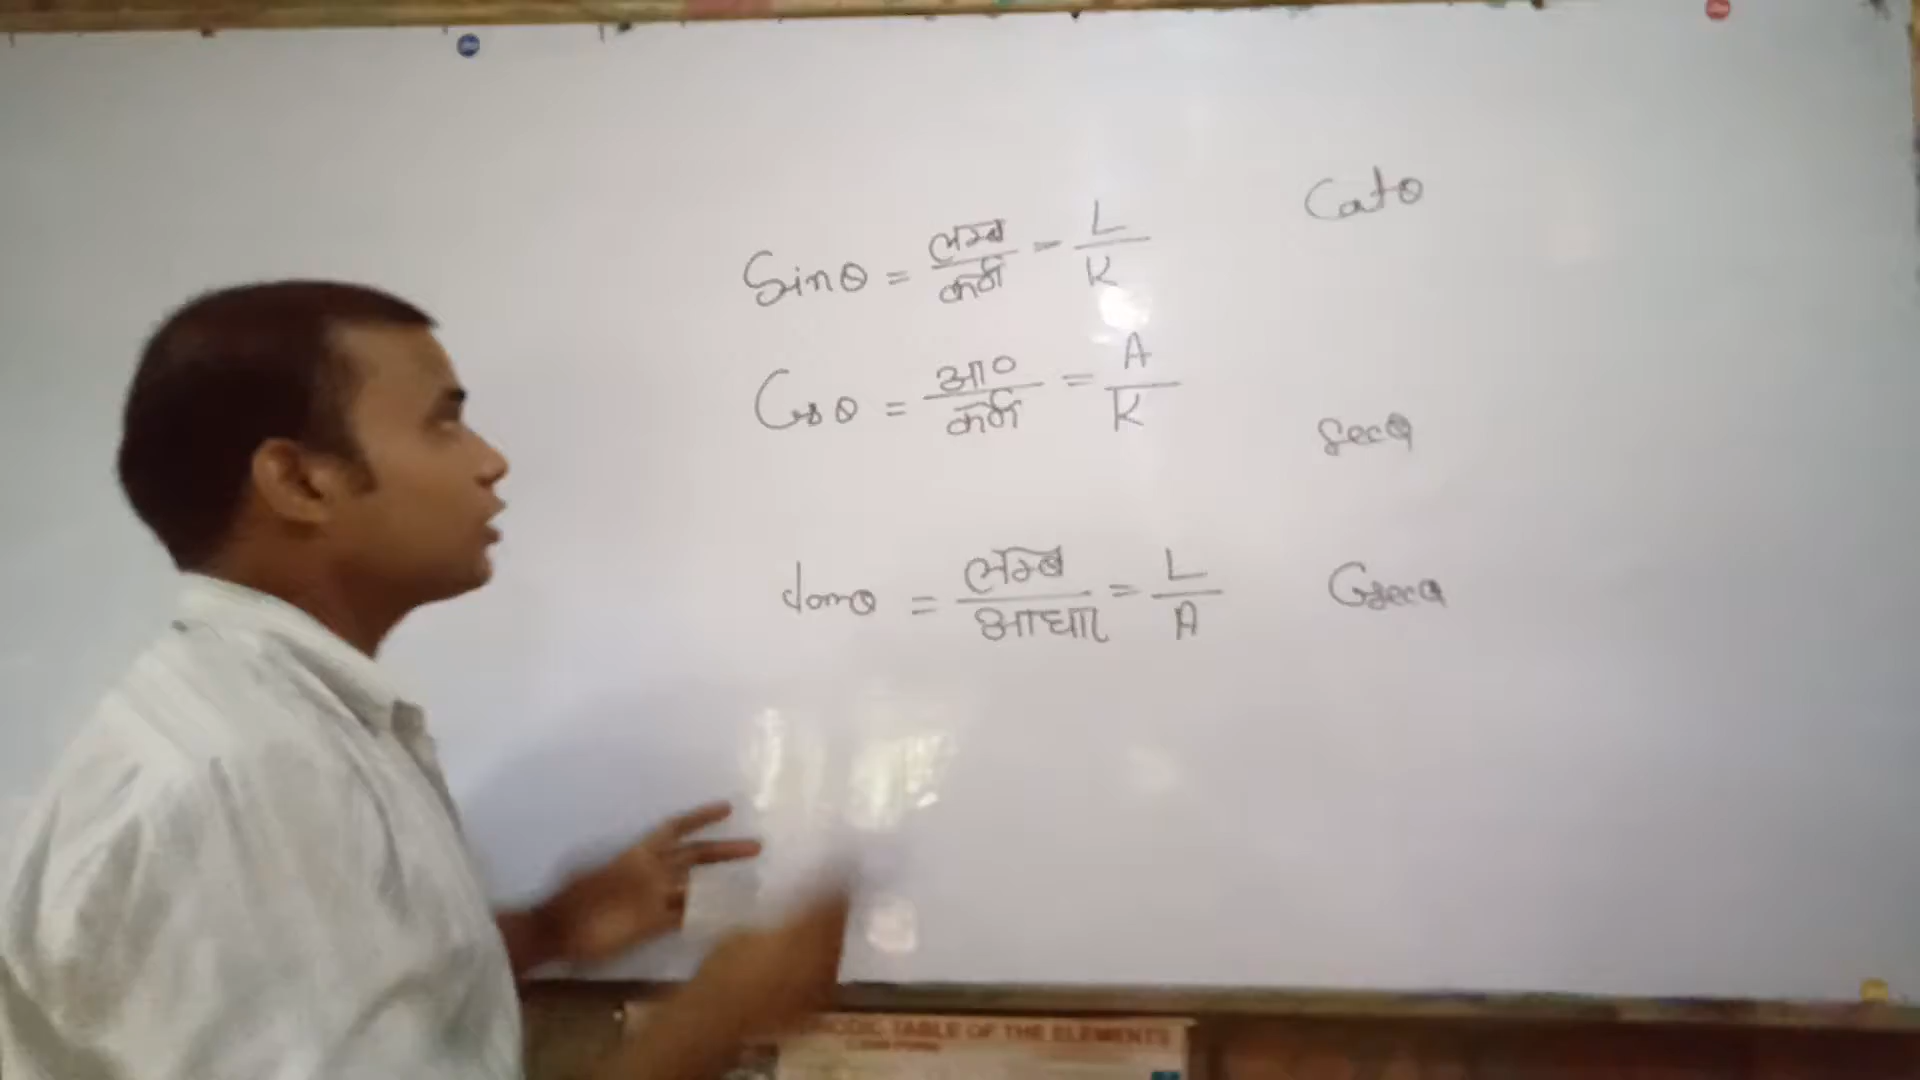 Sinθ = लम्ब/कर्ण = L/K
Cotθ
Cosθ = आ०/कर्ण = A/K
Secθ
tanθ = लम्ब/आधार = L/A
Cosecθ
PERIODIC TABLE OF THE ELEMENTS